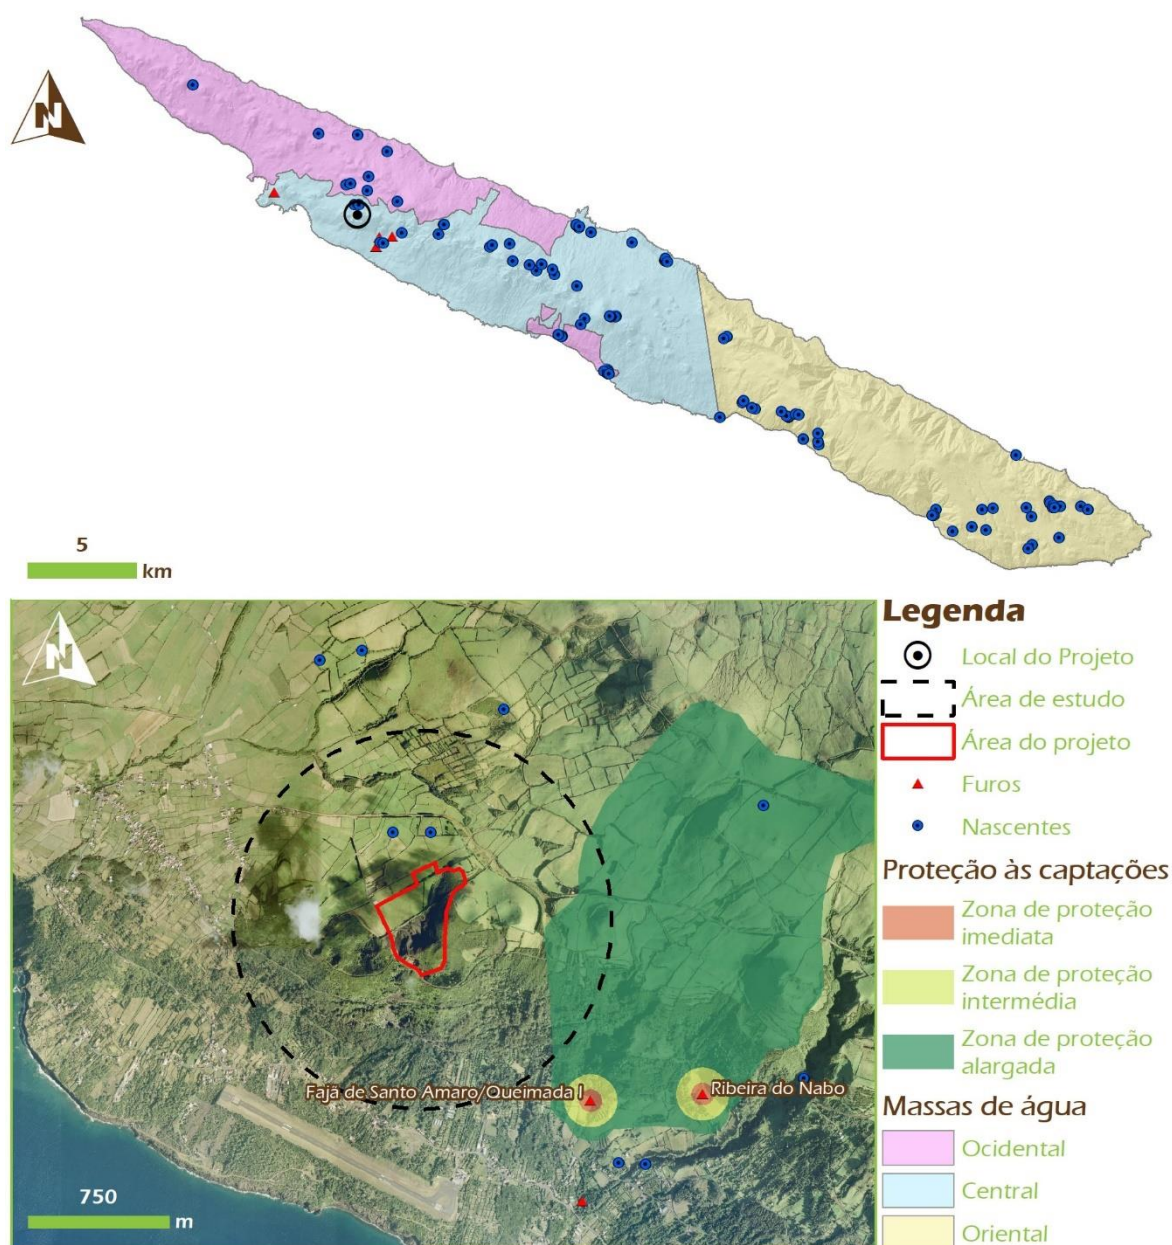 N
5
km
N
Fajã de Santo Amaro/Queimada I
Ribeira do Nabo
750
m
Legenda
Local do Projeto
Área de estudo
Área do projeto
Furos
Nascentes
Proteção às captações
Zona de proteção
imediata
Zona de proteção
intermédia
Zona de proteção
alargada
Massas de água
Ocidental
Central
Oriental